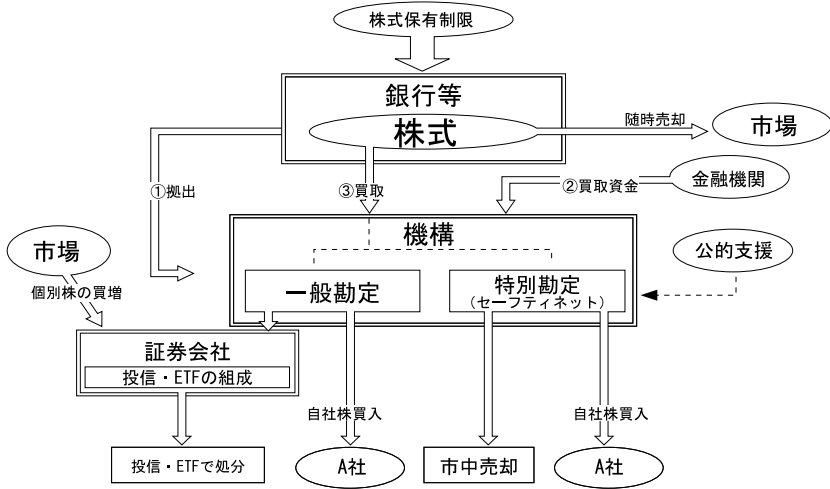 株式保有制限
銀行等
株式
随時売却
市場
①拠出
③買取
②買取資金
金融機関
機構
市場
公的支援
個別株の買増
一般勘定
特別勘定
（セーフティネット）
証券会社
投信・ETFの組成
自社株買入
自社株買入
投信・ETFで処分
A社
市中売却
A社